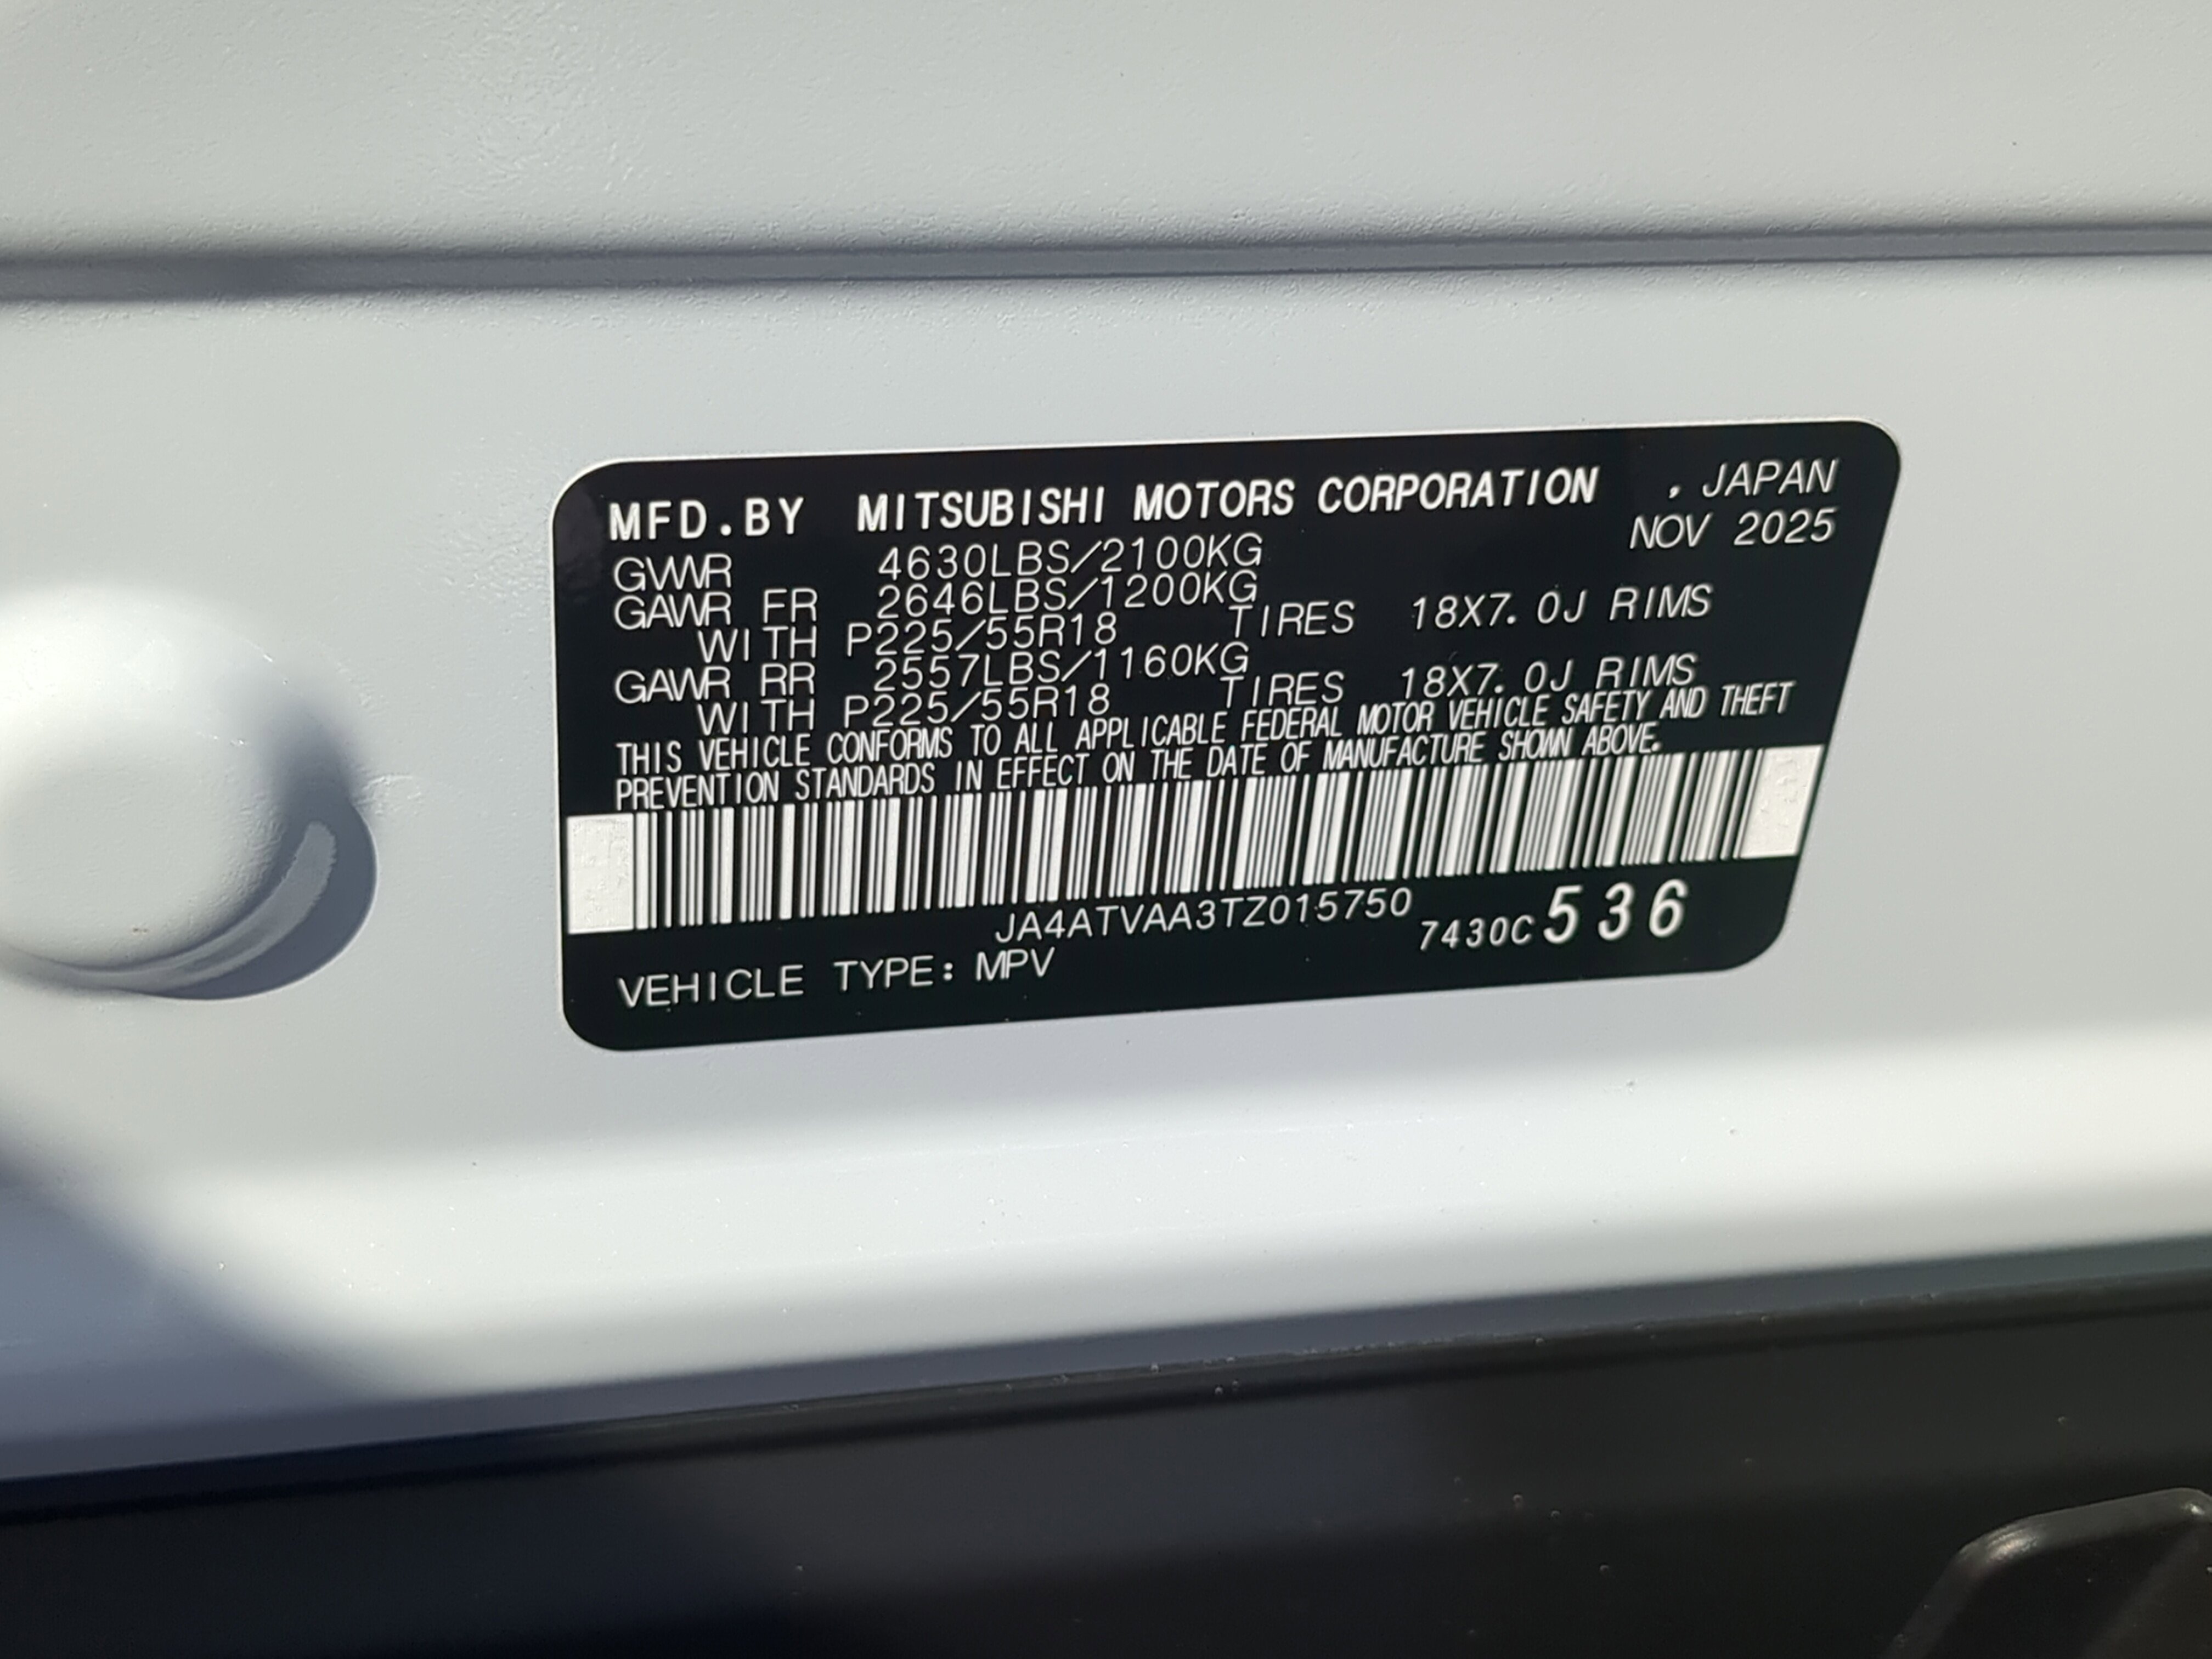 MFD.BY MITSUBISHI MOTORS CORPORATION , JAPAN
NOV 2025
GVWR 4630LBS/2100KG
GAWR FR 2646LBS/1200KG
WITH P225/55R18 TIRES 18X7.0J RIMS
GAWR RR 2557LBS/1160KG
WITH P225/55R18 TIRES 18X7.0J RIMS
THIS VEHICLE CONFORMS TO ALL APPLICABLE FEDERAL MOTOR VEHICLE SAFETY AND THEFT
PREVENTION STANDARDS IN EFFECT ON THE DATE OF MANUFACTURE SHOWN ABOVE.
JA4ATVAA3TZ015750
7430C536
VEHICLE TYPE: MPV